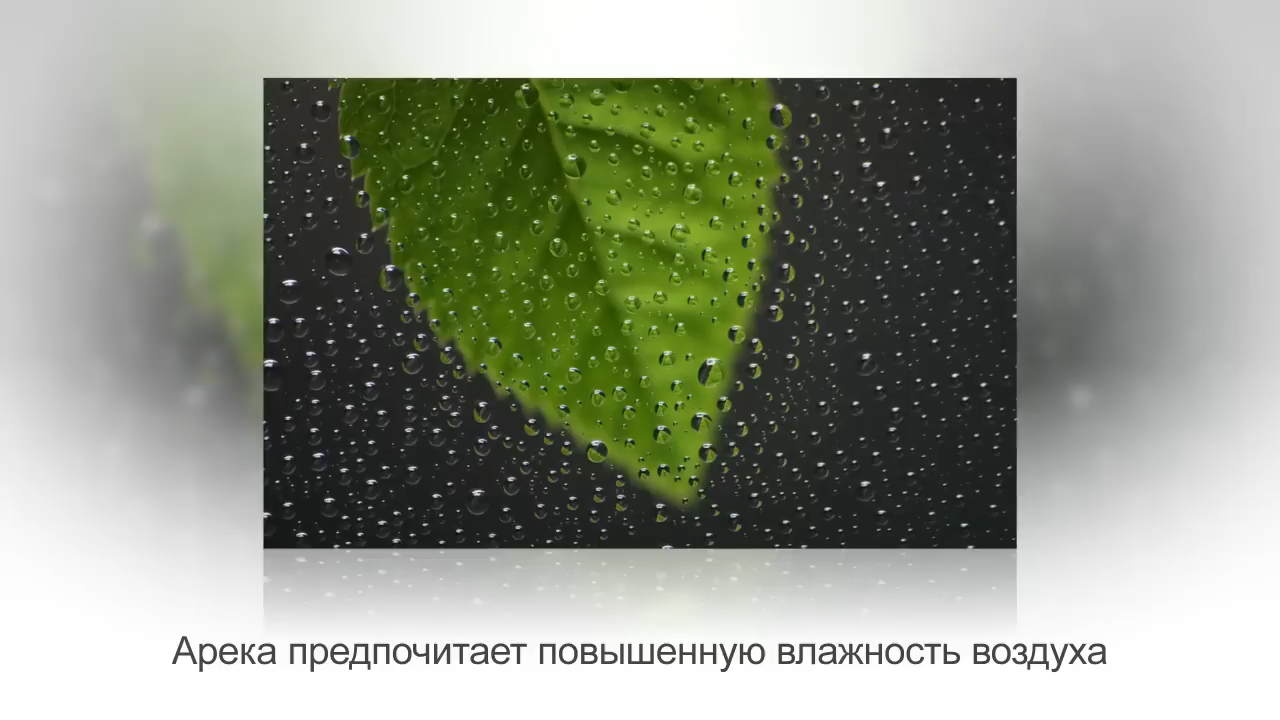 Арека предпочитает повышенную влажность воздуха